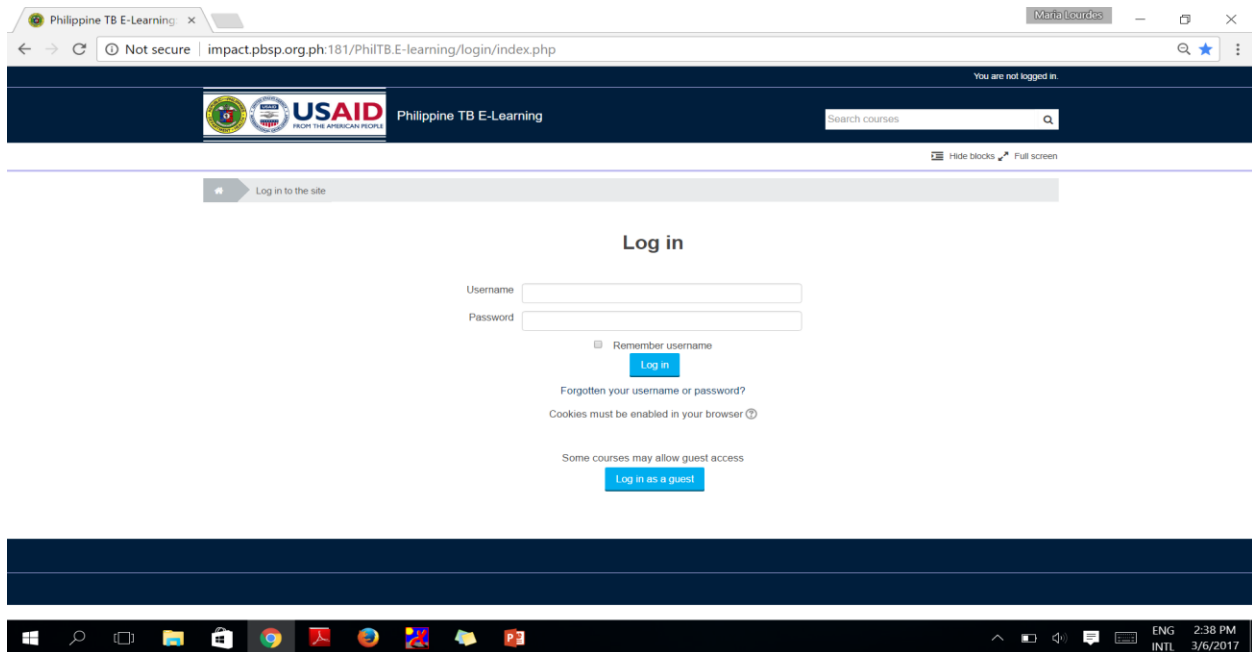 Philippine TB E-Learning:
Maria Lourdes
Not secure | impact.pbsp.org.ph:181/PhilTB.E-learning/login/index.php
You are not logged in.
USAID
FROM THE AMERICAN PEOPLE
Philippine TB E-Learning
Search courses
Hide blocks Full screen
Log in to the site
Log in
Username
Password
Remember username
Log in
Forgotten your username or password?
Cookies must be enabled in your browser
Some courses may allow guest access
Log in as a guest
ENG 2:38 PM
INTL 3/6/2017